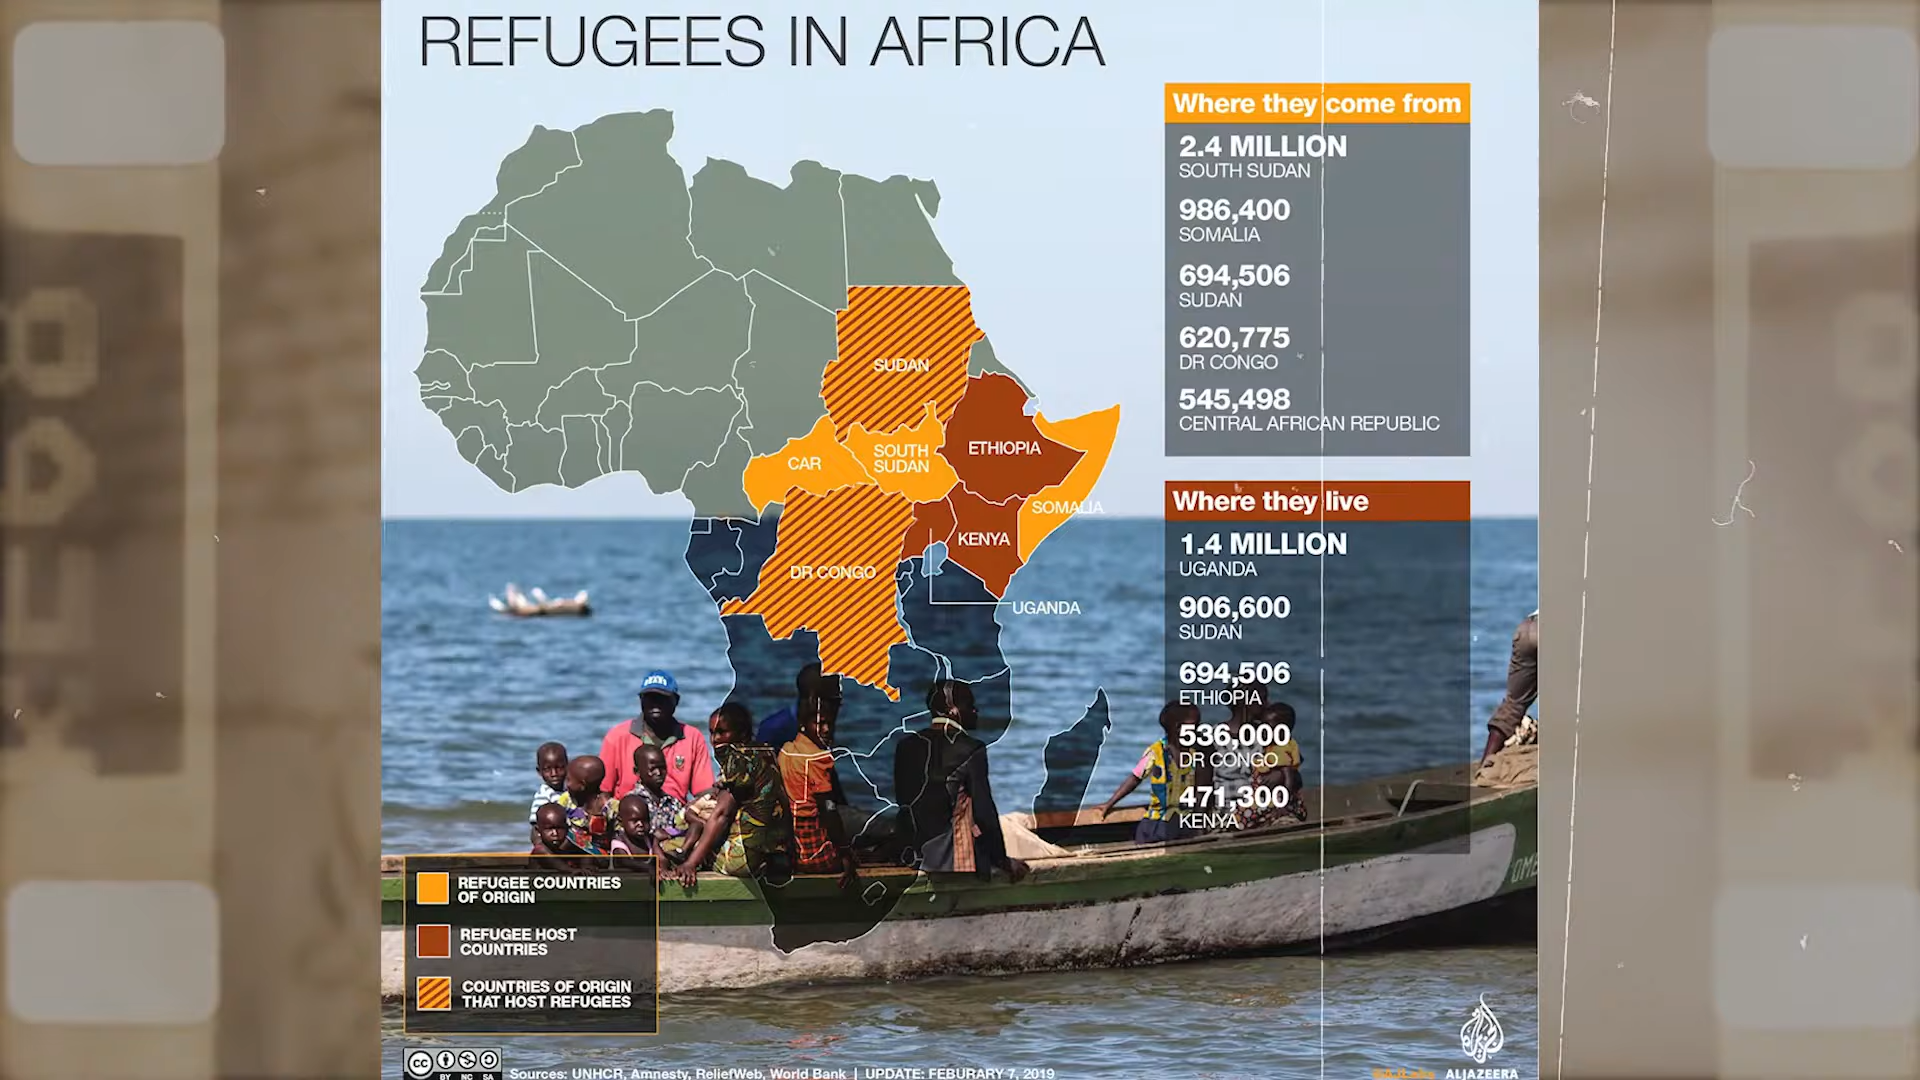 REFUGEES IN AFRICA
Where they come from
2.4 MILLION
SOUTH SUDAN
986,400
SOMALIA
694,506
SUDAN
620,775
DR CONGO
545,498
CENTRAL AFRICAN REPUBLIC
Where they live
1.4 MILLION
UGANDA
906,600
SUDAN
694,506
ETHIOPIA
536,000
DR CONGO
471,300
KENYA
SUDAN
CAR
SOUTH
SUDAN
ETHIOPIA
SOMALIA
KENYA
DR CONGO
UGANDA
REFUGEE COUNTRIES
OF ORIGIN
REFUGEE HOST
COUNTRIES
COUNTRIES OF ORIGIN
THAT HOST REFUGEES
cc
BY NC SA
Sources: UNHCR, Amnesty, ReliefWeb, World Bank | UPDATE: FEBURARY 7, 2019
ALJAZEERA